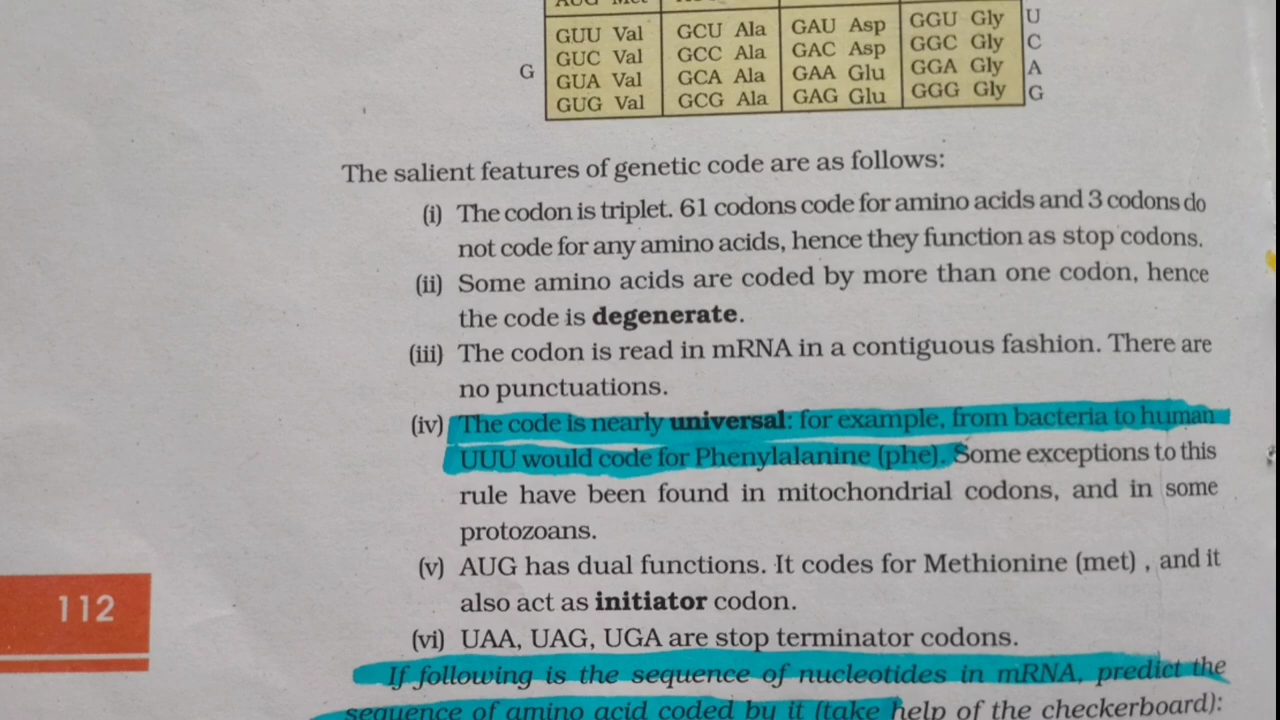 AUG Met
GUU Val GCU Ala GAU Asp GGU Gly U
GUC Val GCC Ala GAC Asp GGC Gly C
G GUA Val GCA Ala GAA Glu GGA Gly A
GUG Val GCG Ala GAG Glu GGG Gly G
The salient features of genetic code are as follows:
(i) The codon is triplet. 61 codons code for amino acids and 3 codons do
not code for any amino acids, hence they function as stop codons.
(ii) Some amino acids are coded by more than one codon, hence
the code is degenerate.
(iii) The codon is read in mRNA in a contiguous fashion. There are
no punctuations.
(iv) The code is nearly universal: for example, from bacteria to human
UUU would code for Phenylalanine (phe). Some exceptions to this
rule have been found in mitochondrial codons, and in some
protozoans.
(v) AUG has dual functions. It codes for Methionine (met) , and it
also act as initiator codon.
112
(vi) UAA, UAG, UGA are stop terminator codons.
If following is the sequence of nucleotides in mRNA, predict the
sequence of amino acid coded by it (take help of the checkerboard):